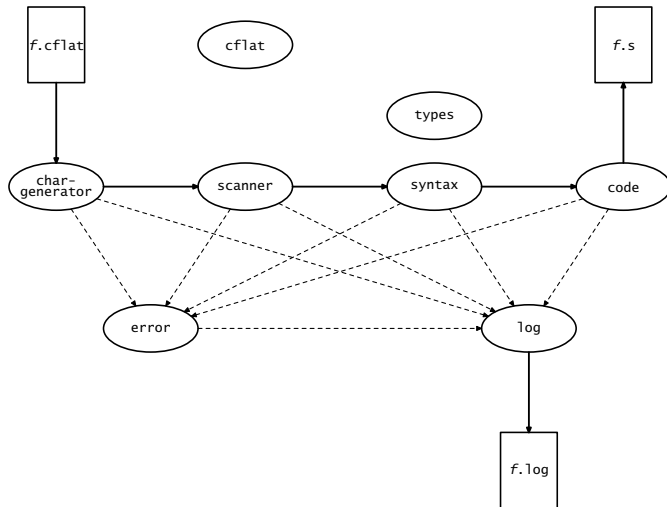 f.cflat
cflat
f.s
types
char-
generator
scanner
syntax
code
error
log
f.log